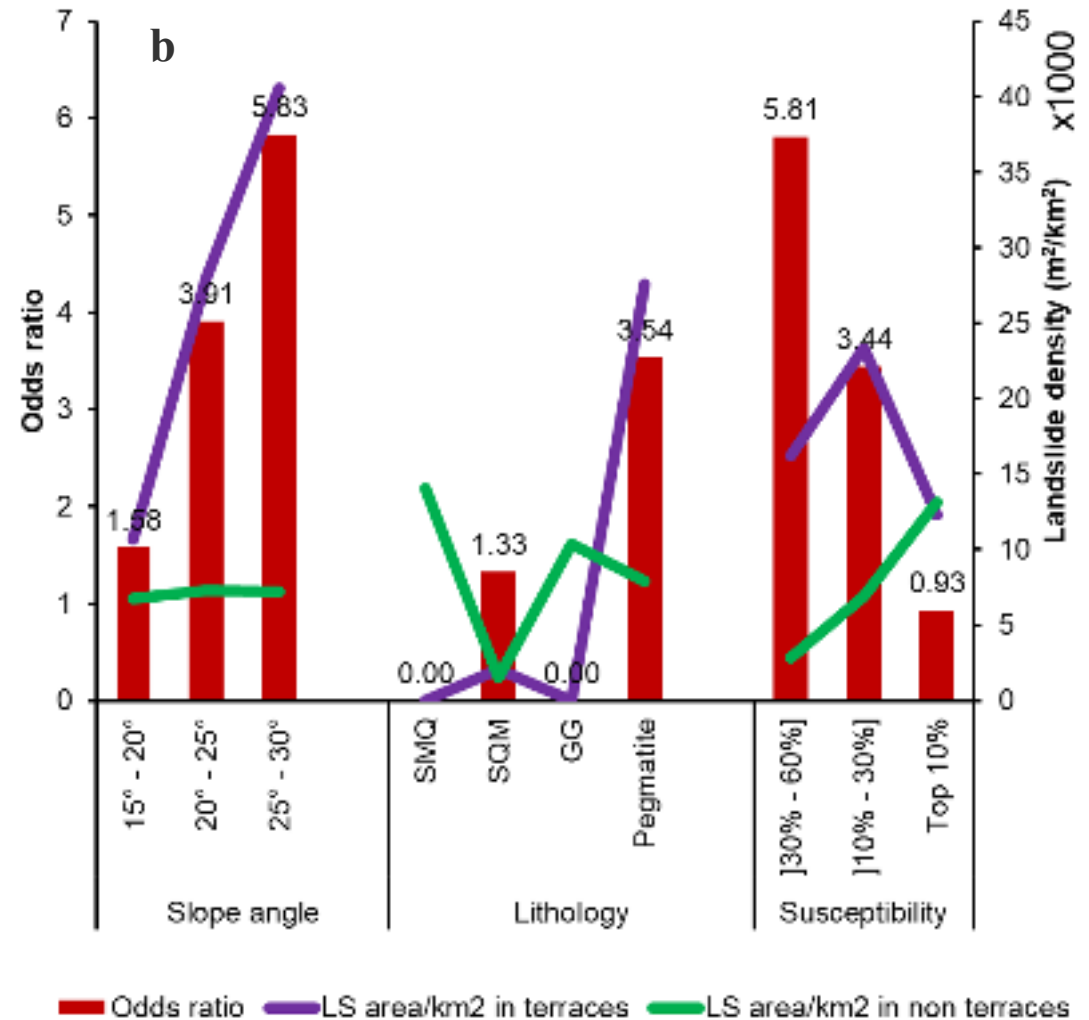 b
7
6
5
4
3
2
1
0
Odds ratio
45
40
35
30
25
20
15
10
5
0
Landslide density (m²/km²) x1000
1.58
3.91
5.83
0.00
1.33
0.00
3.54
5.81
3.44
0.93
15° - 20°
20° - 25°
25° - 30°
SMQ
SQM
GG
Pegmatite
]30% - 60%]
]10% - 30%]
Top 10%
Slope angle
Lithology
Susceptibility
Odds ratio
LS area/km2 in terraces
LS area/km2 in non terraces